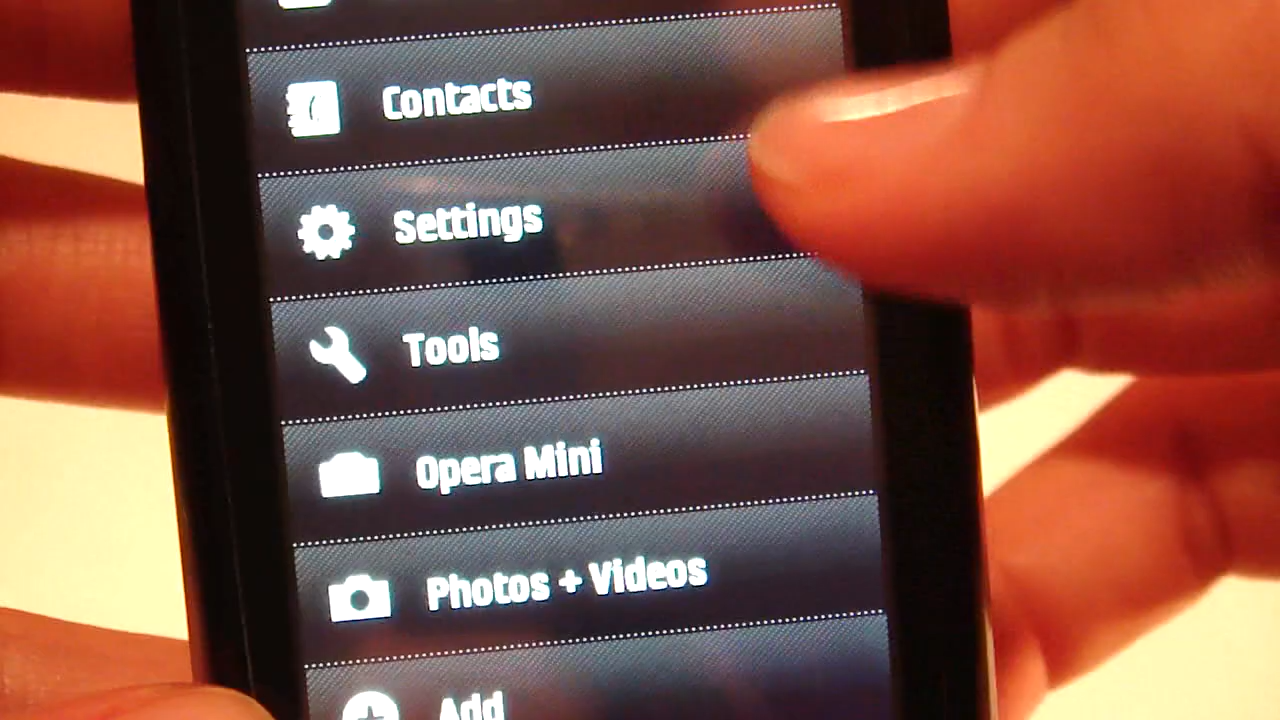 Contacts
Settings
Tools
Opera Mini
Photos + Videos
Add